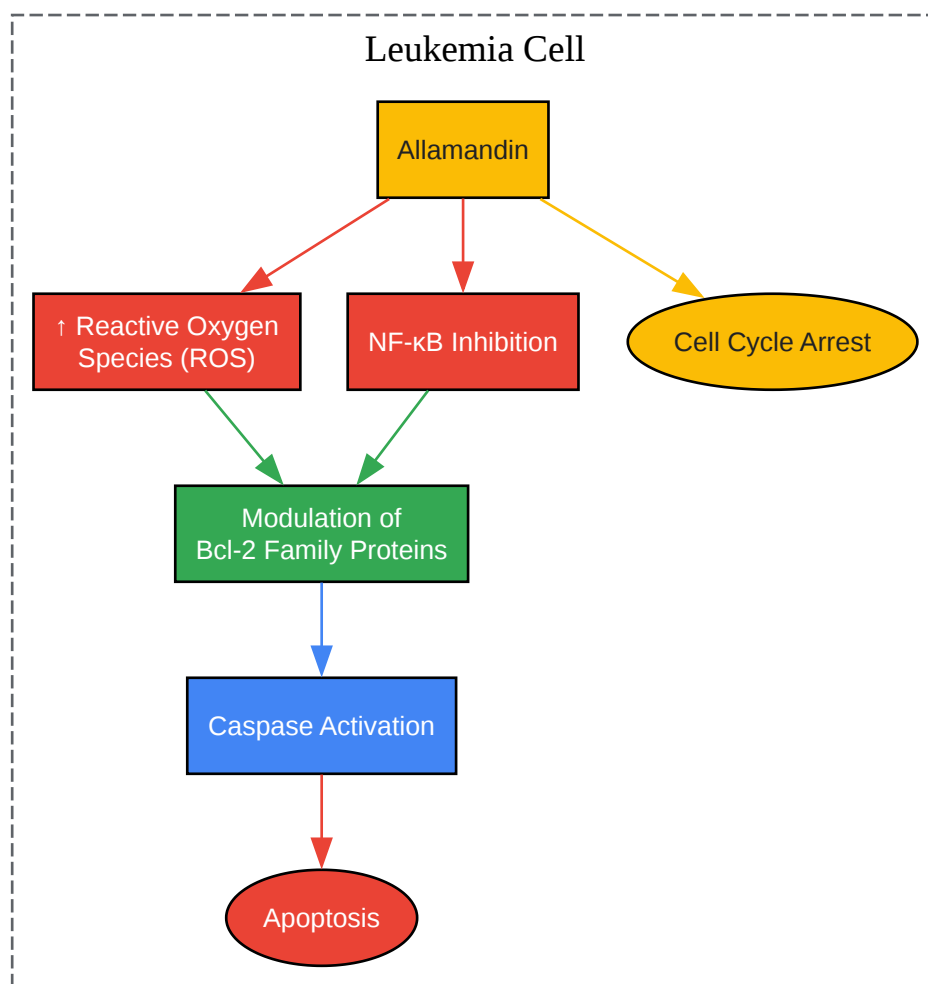 Leukemia Cell
Allamandin
↑ Reactive Oxygen
Species (ROS)
NF-κB Inhibition
Cell Cycle Arrest
Modulation of
Bcl-2 Family Proteins
Caspase Activation
Apoptosis